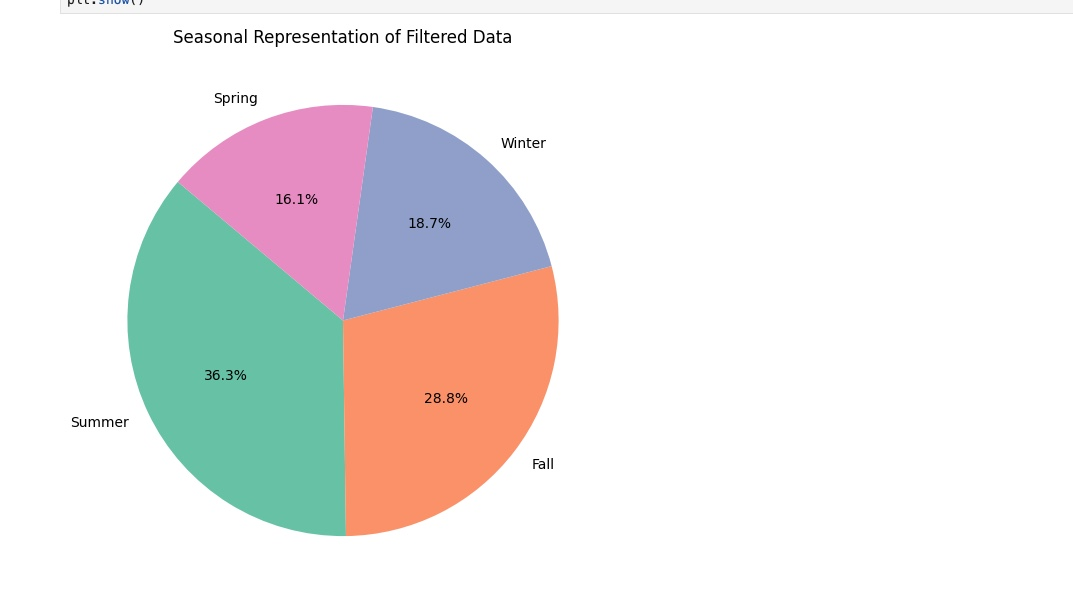 plt.show()
Seasonal Representation of Filtered Data
Spring
Winter
16.1%
18.7%
36.3%
28.8%
Summer
Fall